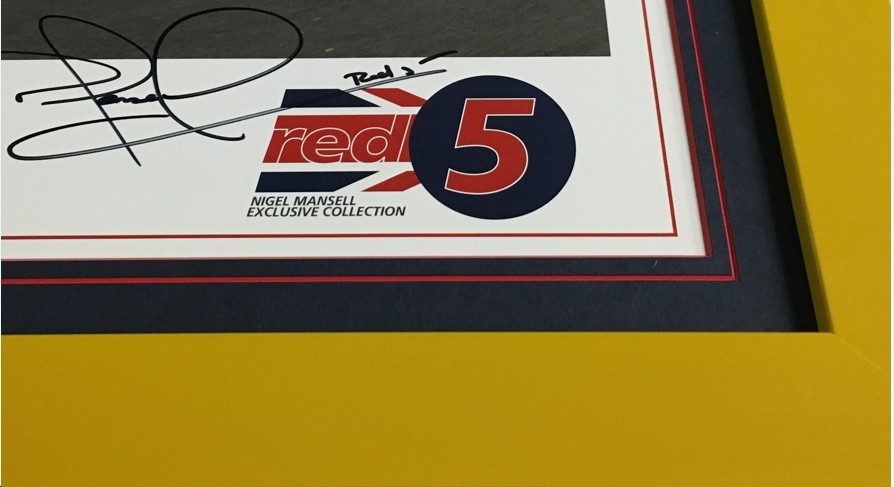 red 5
NIGEL MANSELL
EXCLUSIVE COLLECTION